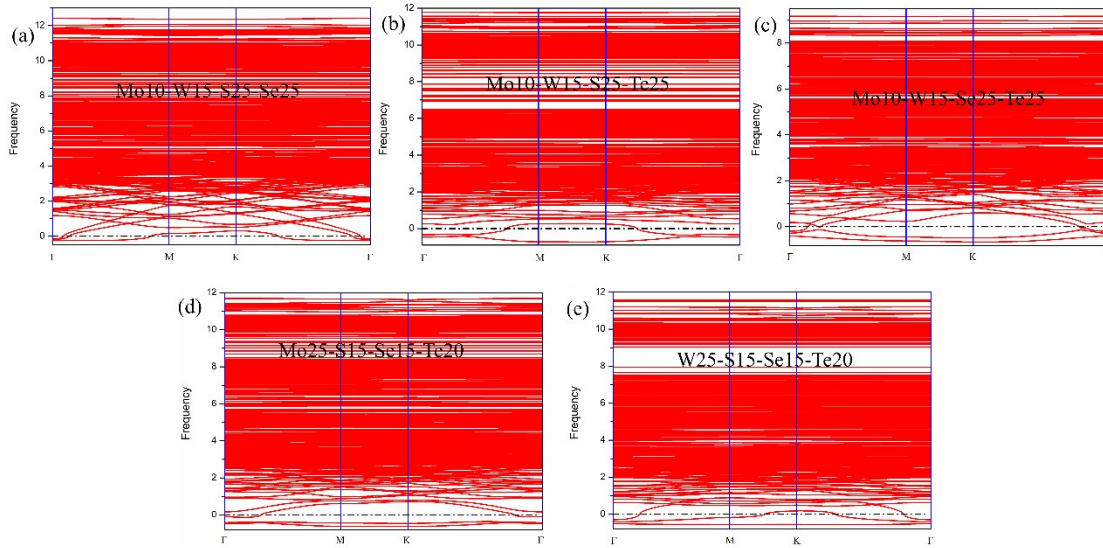 (a)
Frequency
12
10
8
6
4
2
0
Mo10-W15-S25-Se25
Γ M K Γ
(b)
Frequency
12
10
8
6
4
2
0
Mo10-W15-S25-Te25
Γ M K Γ
(c)
Frequency
8
6
4
2
0
Mo10-W15-Se25-Te25
Γ M K Γ
(d)
Frequency
12
10
8
6
4
2
0
Mo25-S15-Se15-Te20
Γ M K Γ
(e)
Frequency
12
10
8
6
4
2
0
W25-S15-Se15-Te20
Γ M K Γ